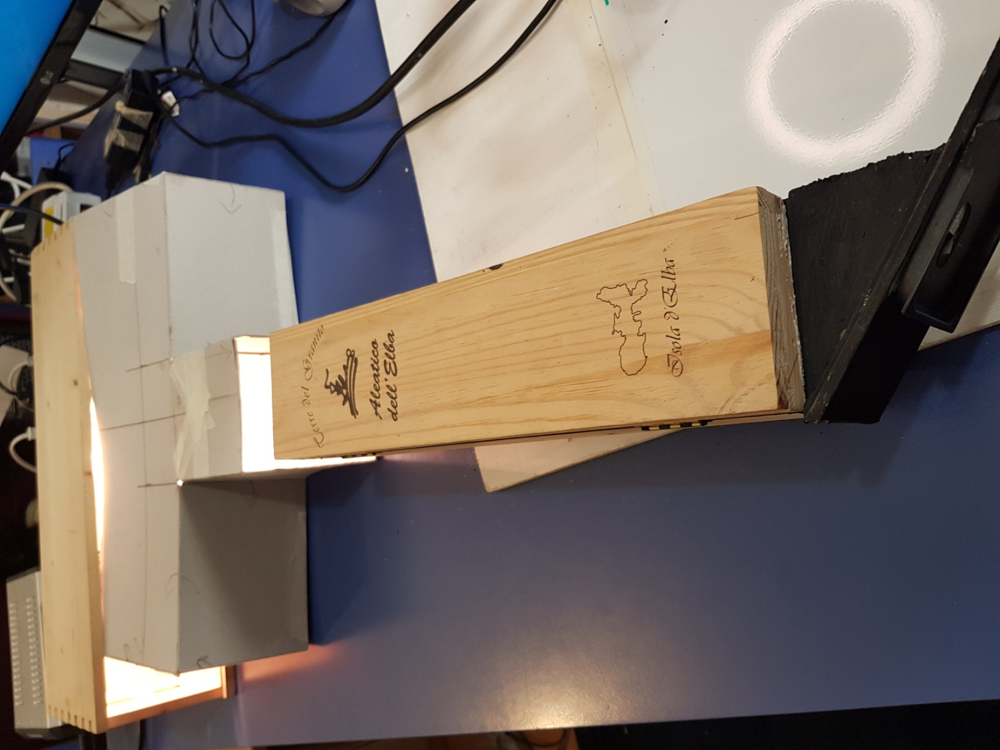 Terre del Granito
Aleatico
dell'Elba
Isola d'Elba